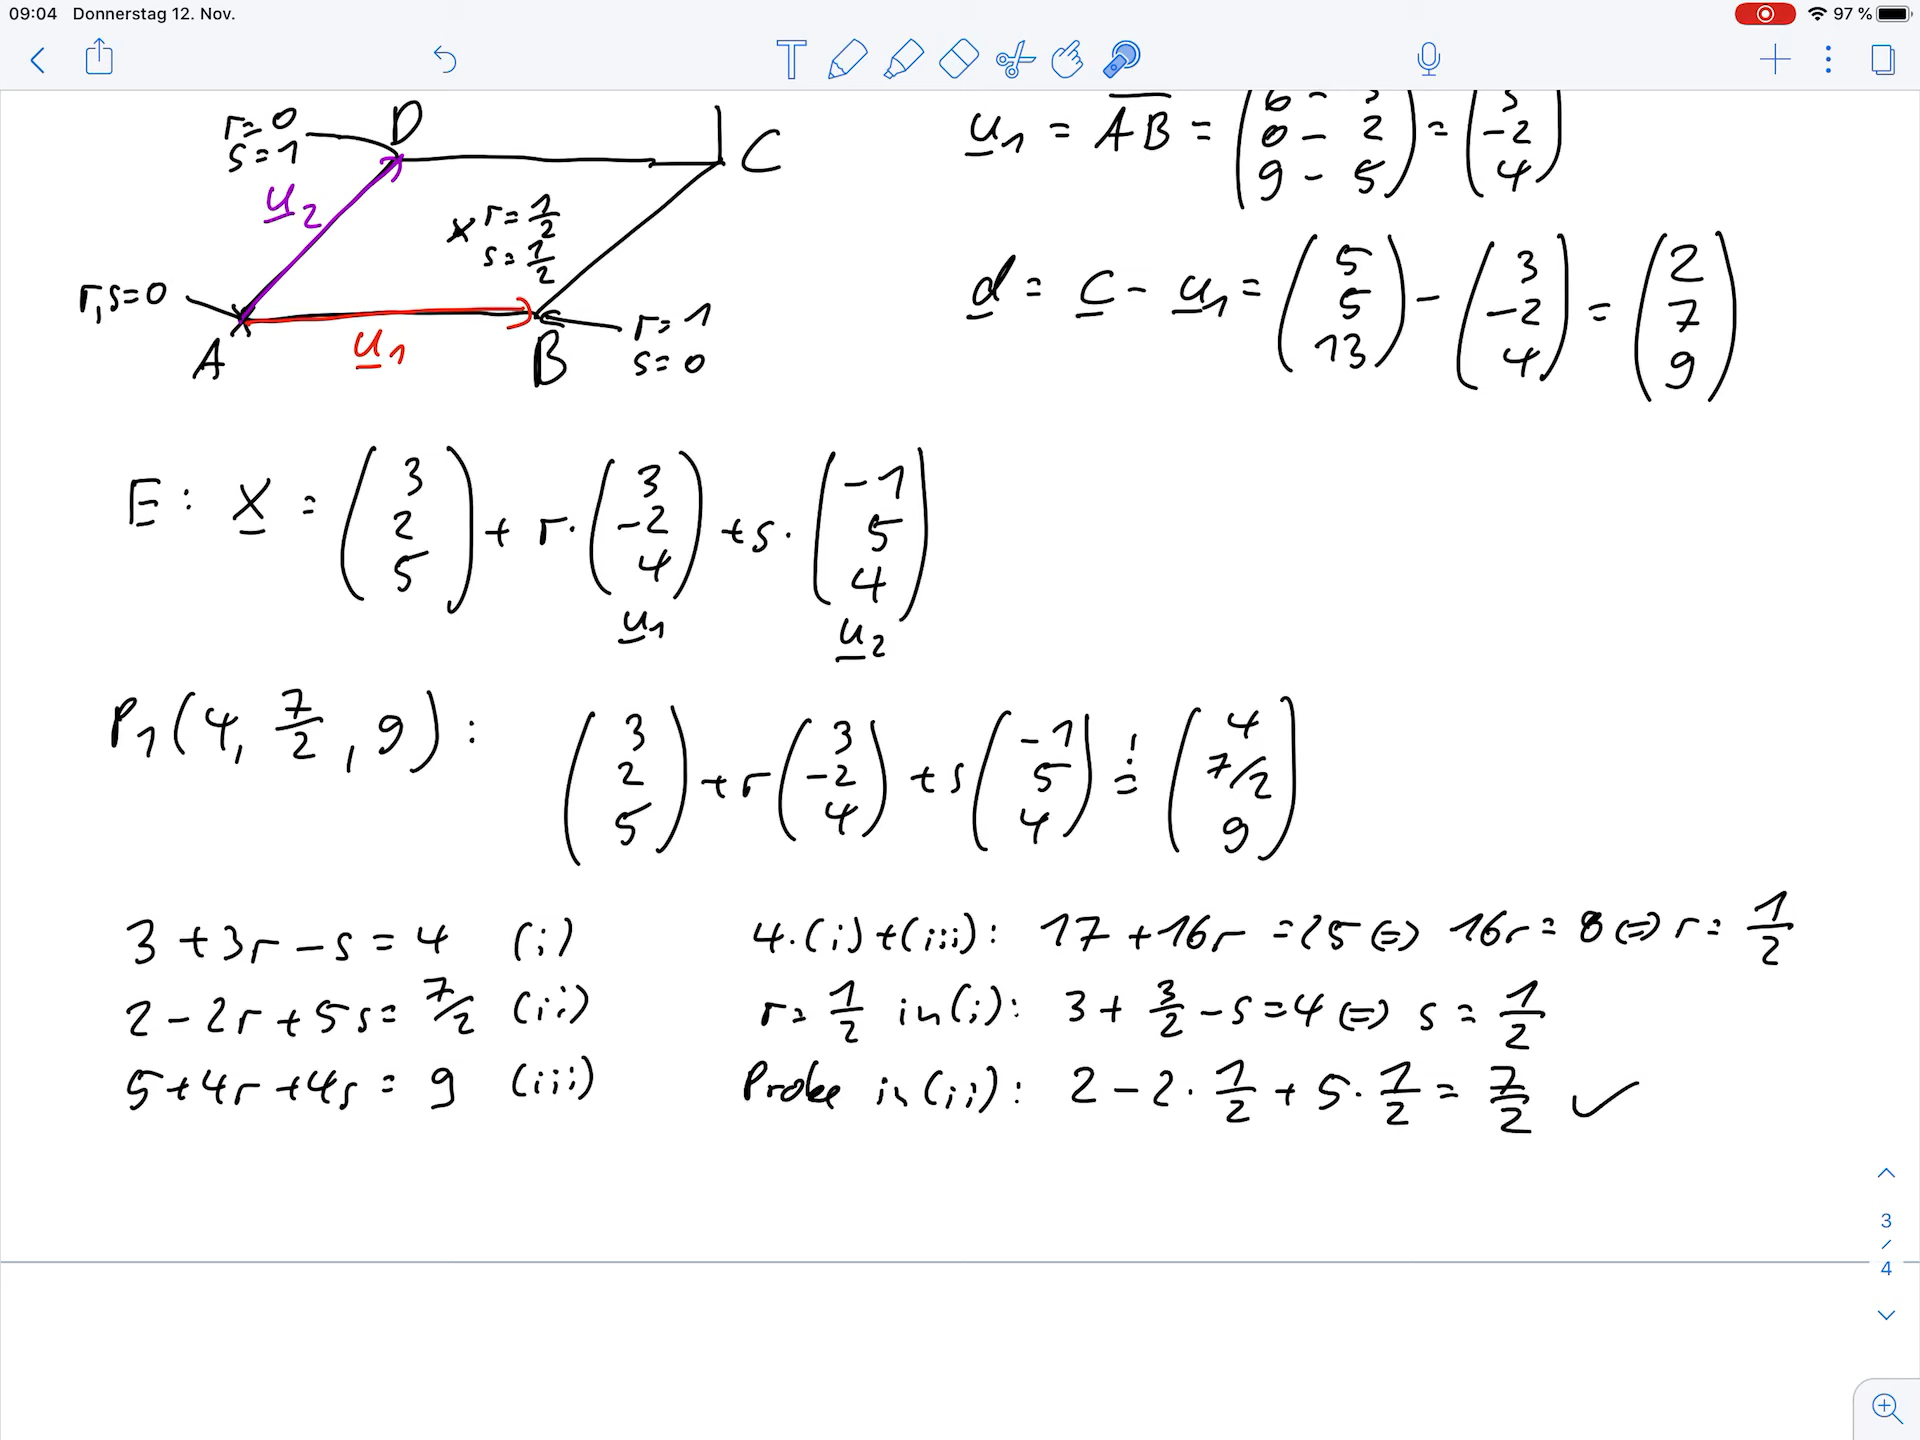 09:04 Donnerstag 12. Nov.
97 %
r=0
s=1
D
C
u₂
x r=1/2
s=1/2
r,s=0
A
u₁
B
r=1
s=0
u₁ = AB = (6 - 3, 0 - 2, 9 - 5) = (3, -2, 4)
d = c - u₁ = (5, 5, 13) - (3, -2, 4) = (2, 7, 9)
E: X = (3, 2, 5) + r · (3, -2, 4) + s · (-1, 5, 4)
u₁ u₂
P₁(4, 7/2, 9): (3, 2, 5) + r (3, -2, 4) + s (-1, 5, 4) =! (4, 7/2, 9)
3 + 3r - s = 4 (i)
2 - 2r + 5s = 7/2 (ii)
5 + 4r + 4s = 9 (iii)
4·(i)+(iii): 17 + 16r = 25 ⇔ 16r = 8 ⇔ r = 1/2
r = 1/2 in (i): 3 + 3/2 - s = 4 ⇔ s = 1/2
Probe in (ii): 2 - 2 · 1/2 + 5 · 1/2 = 7/2 ✓
3
/
4